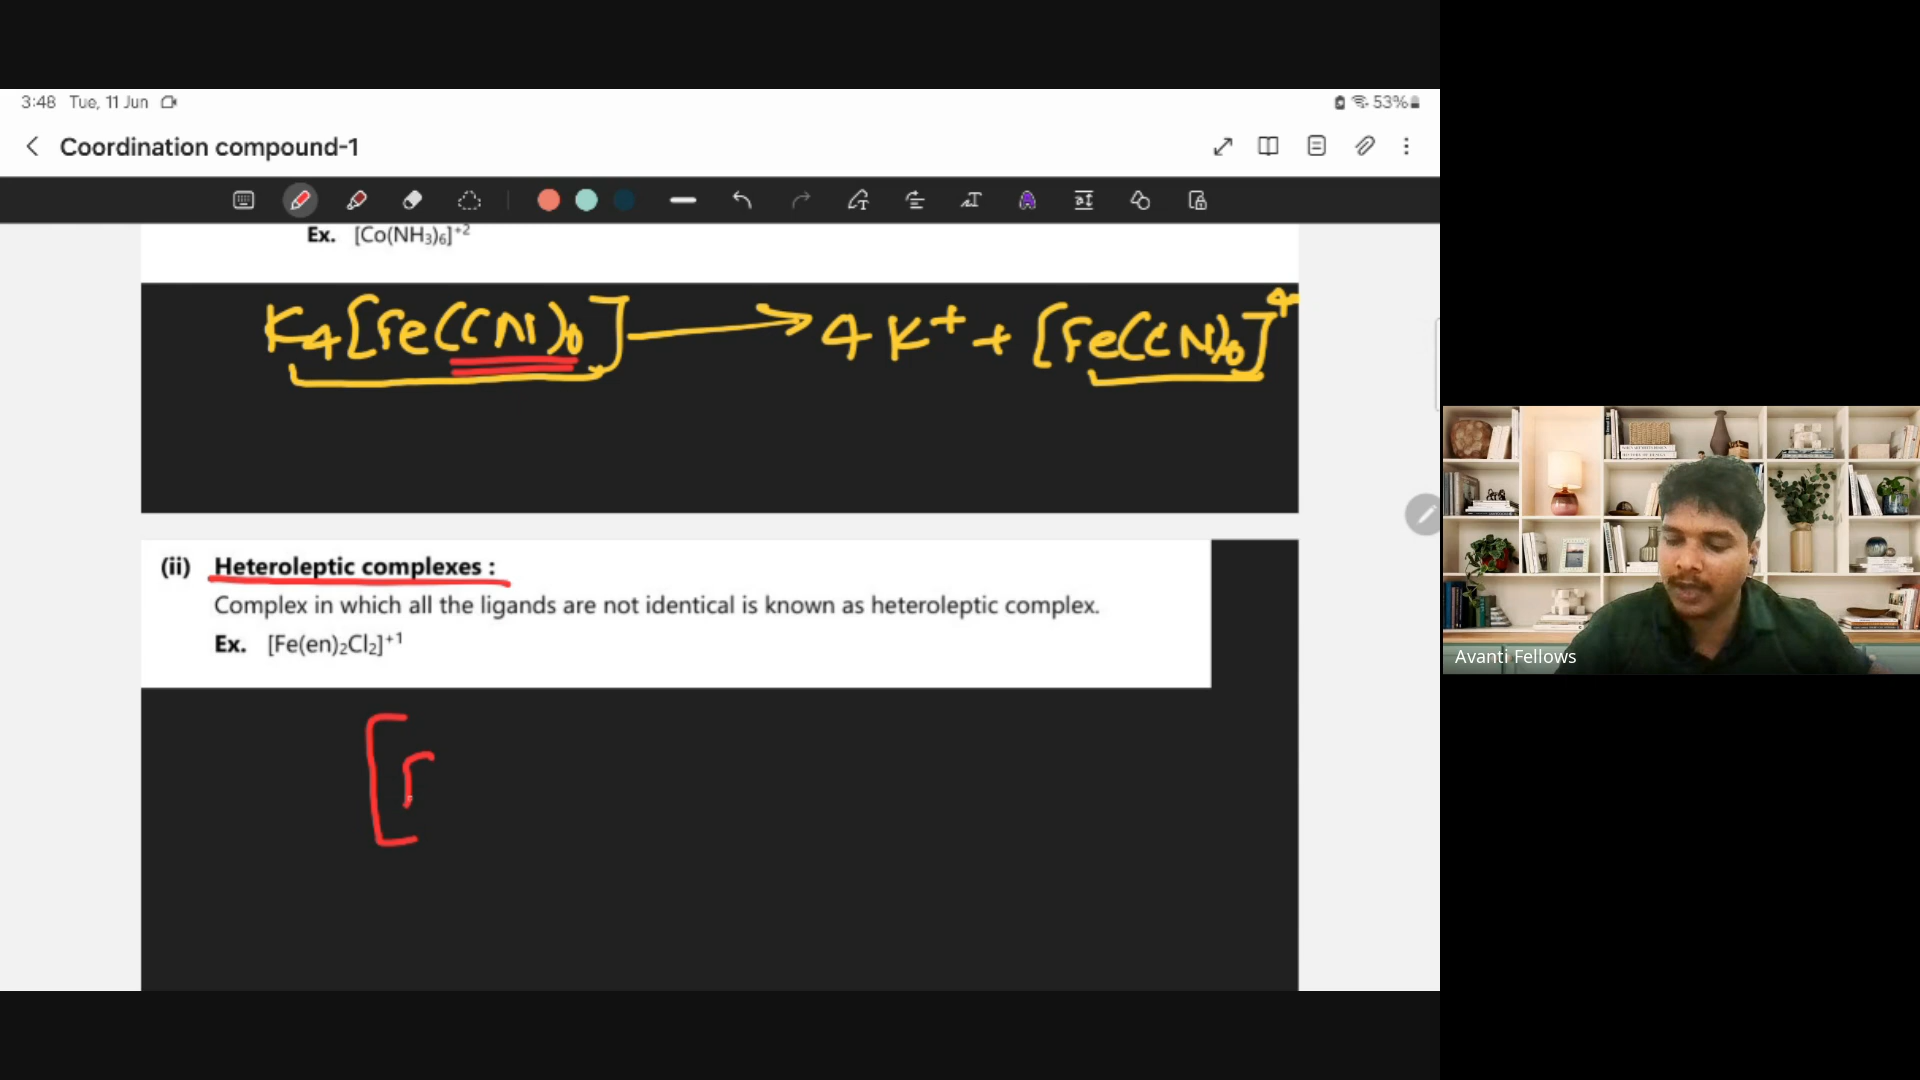 3:48 Tue, 11 Jun
53%
Coordination compound-1
Ex. [Co(NH₃)₆]⁺²
K₄[Fe(CN)₆] → 4K⁺ + [Fe(CN)₆]⁴⁻
(ii) Heteroleptic complexes :
Complex in which all the ligands are not identical is known as heteroleptic complex.
Ex. [Fe(en)₂Cl₂]⁺¹
[
Avanti Fellows